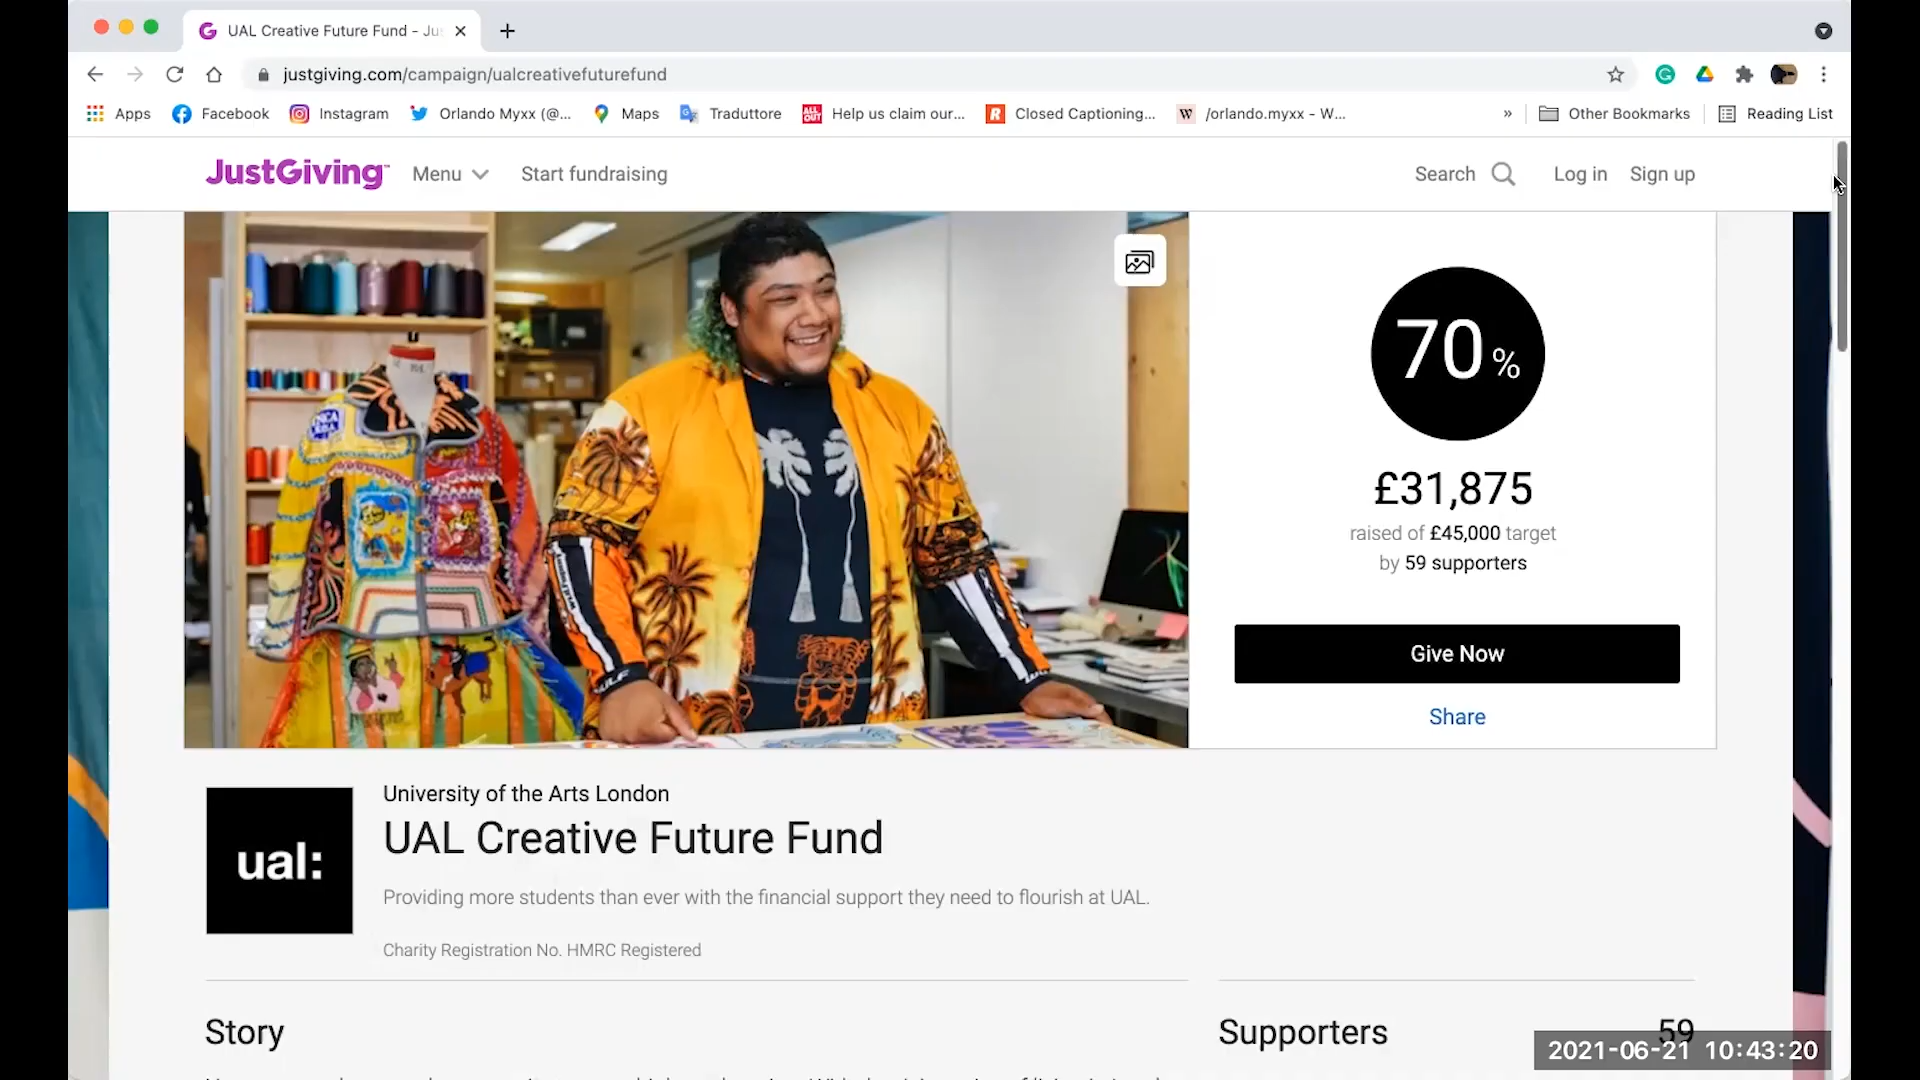 UAL Creative Future Fund - Ju
justgiving.com/campaign/ualcreativefuturefund
Apps
Facebook
Instagram
Orlando Myxx (@...
Maps
Traduttore
ALL OUT
Help us claim our...
R
Closed Captioning...
W
/orlando.myxx - W...
»
Other Bookmarks
Reading List
JustGiving™
Menu
Start fundraising
Search
Log in
Sign up
70%
£31,875
raised of £45,000 target
by 59 supporters
Give Now
Share
ual:
University of the Arts London
UAL Creative Future Fund
Providing more students than ever with the financial support they need to flourish at UAL.
Charity Registration No. HMRC Registered
Story
Supporters
59
2021-06-21 10:43:20